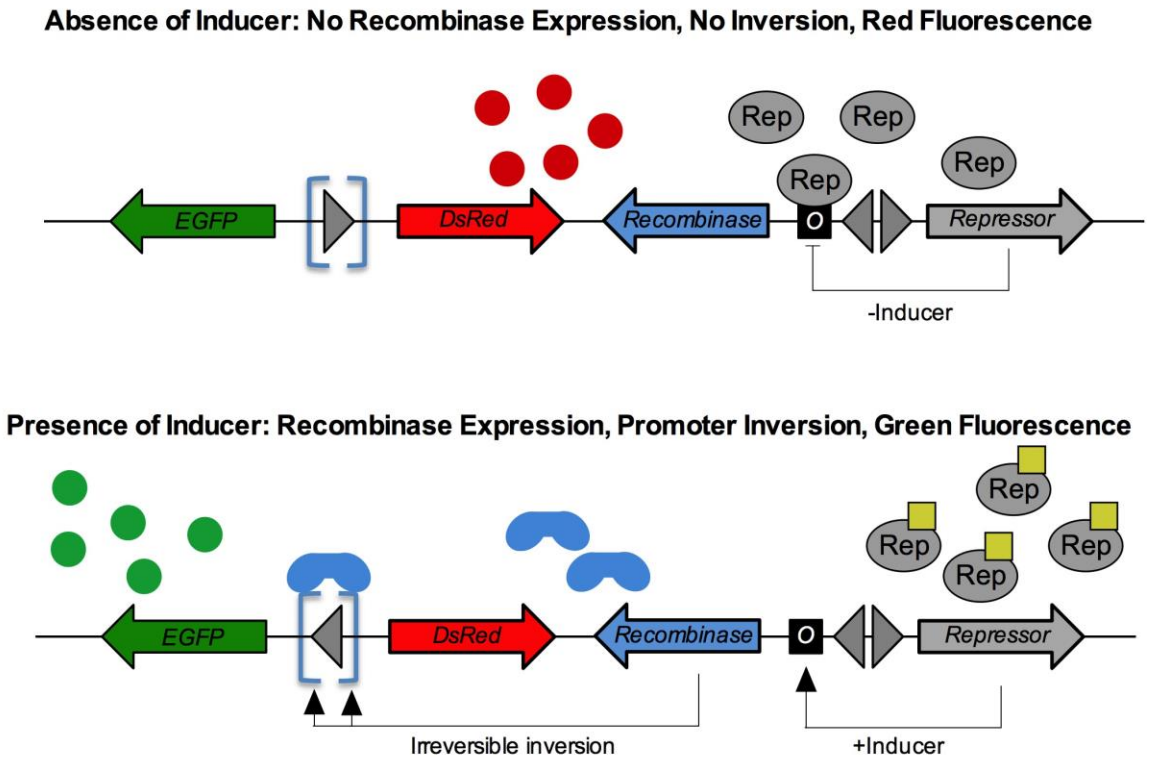 Absence of Inducer: No Recombinase Expression, No Inversion, Red Fluorescence
Rep
Rep
Rep
Rep
EGFP
DsRed
Recombinase
O
Repressor
-Inducer
Presence of Inducer: Recombinase Expression, Promoter Inversion, Green Fluorescence
Rep
Rep
Rep
Rep
EGFP
DsRed
Recombinase
O
Repressor
Irreversible inversion
+Inducer